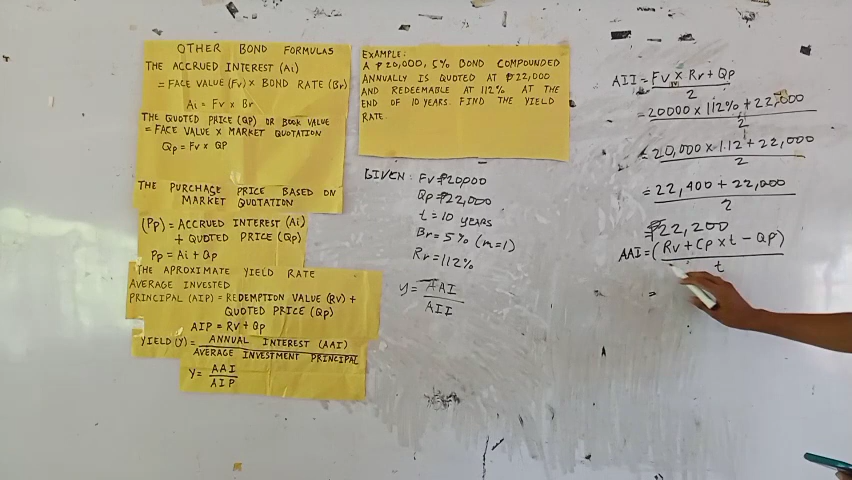 OTHER BOND FORMULAS
THE ACCRUED INTEREST (Ai)
= FACE VALUE (Fv) X BOND RATE (Br)
Ai = Fv x Br
THE QUOTED PRICE (QP) OR BOOK VALUE
= FACE VALUE X MARKET QUOTATION
Qp = Fv x QP
THE PURCHASE PRICE BASED ON
MARKET QUOTATION
(Pp) = ACCRUED INTEREST (Ai)
+ QUOTED PRICE (Qp)
Pp = Ai + Qp
THE APROXIMATE YIELD RATE
AVERAGE INVESTED
PRINCIPAL (AIP) = REDEMPTION VALUE (RV) +
QUOTED PRICE (Qp)
AIP = RV + Qp
YIELD (Y) = ANNUAL INTEREST (AAI)
AVERAGE INVESTMENT PRINCIPAL
Y = AAI
AIP
EXAMPLE:
A ₱20,000, 5% BOND COMPOUNDED
ANNUALLY IS QUOTED AT ₱22,000
AND REDEEMABLE AT 112% AT THE
END OF 10 YEARS. FIND THE YIELD
RATE.
GIVEN: Fv = ₱20,000
Qp = ₱22,000
t = 10 YEARS
Br = 5% (m=1)
Rr = 112%
Y = AAI
AII
AII = Fv x Rr + Qp
2
= 20000 x 112% + 22,000
2
= 20,000 x 1.12 + 22,000
2
= 22,400 + 22,000
2
= ₱22,200
AAI = (Rv + Cp x t - Qp)
t
=